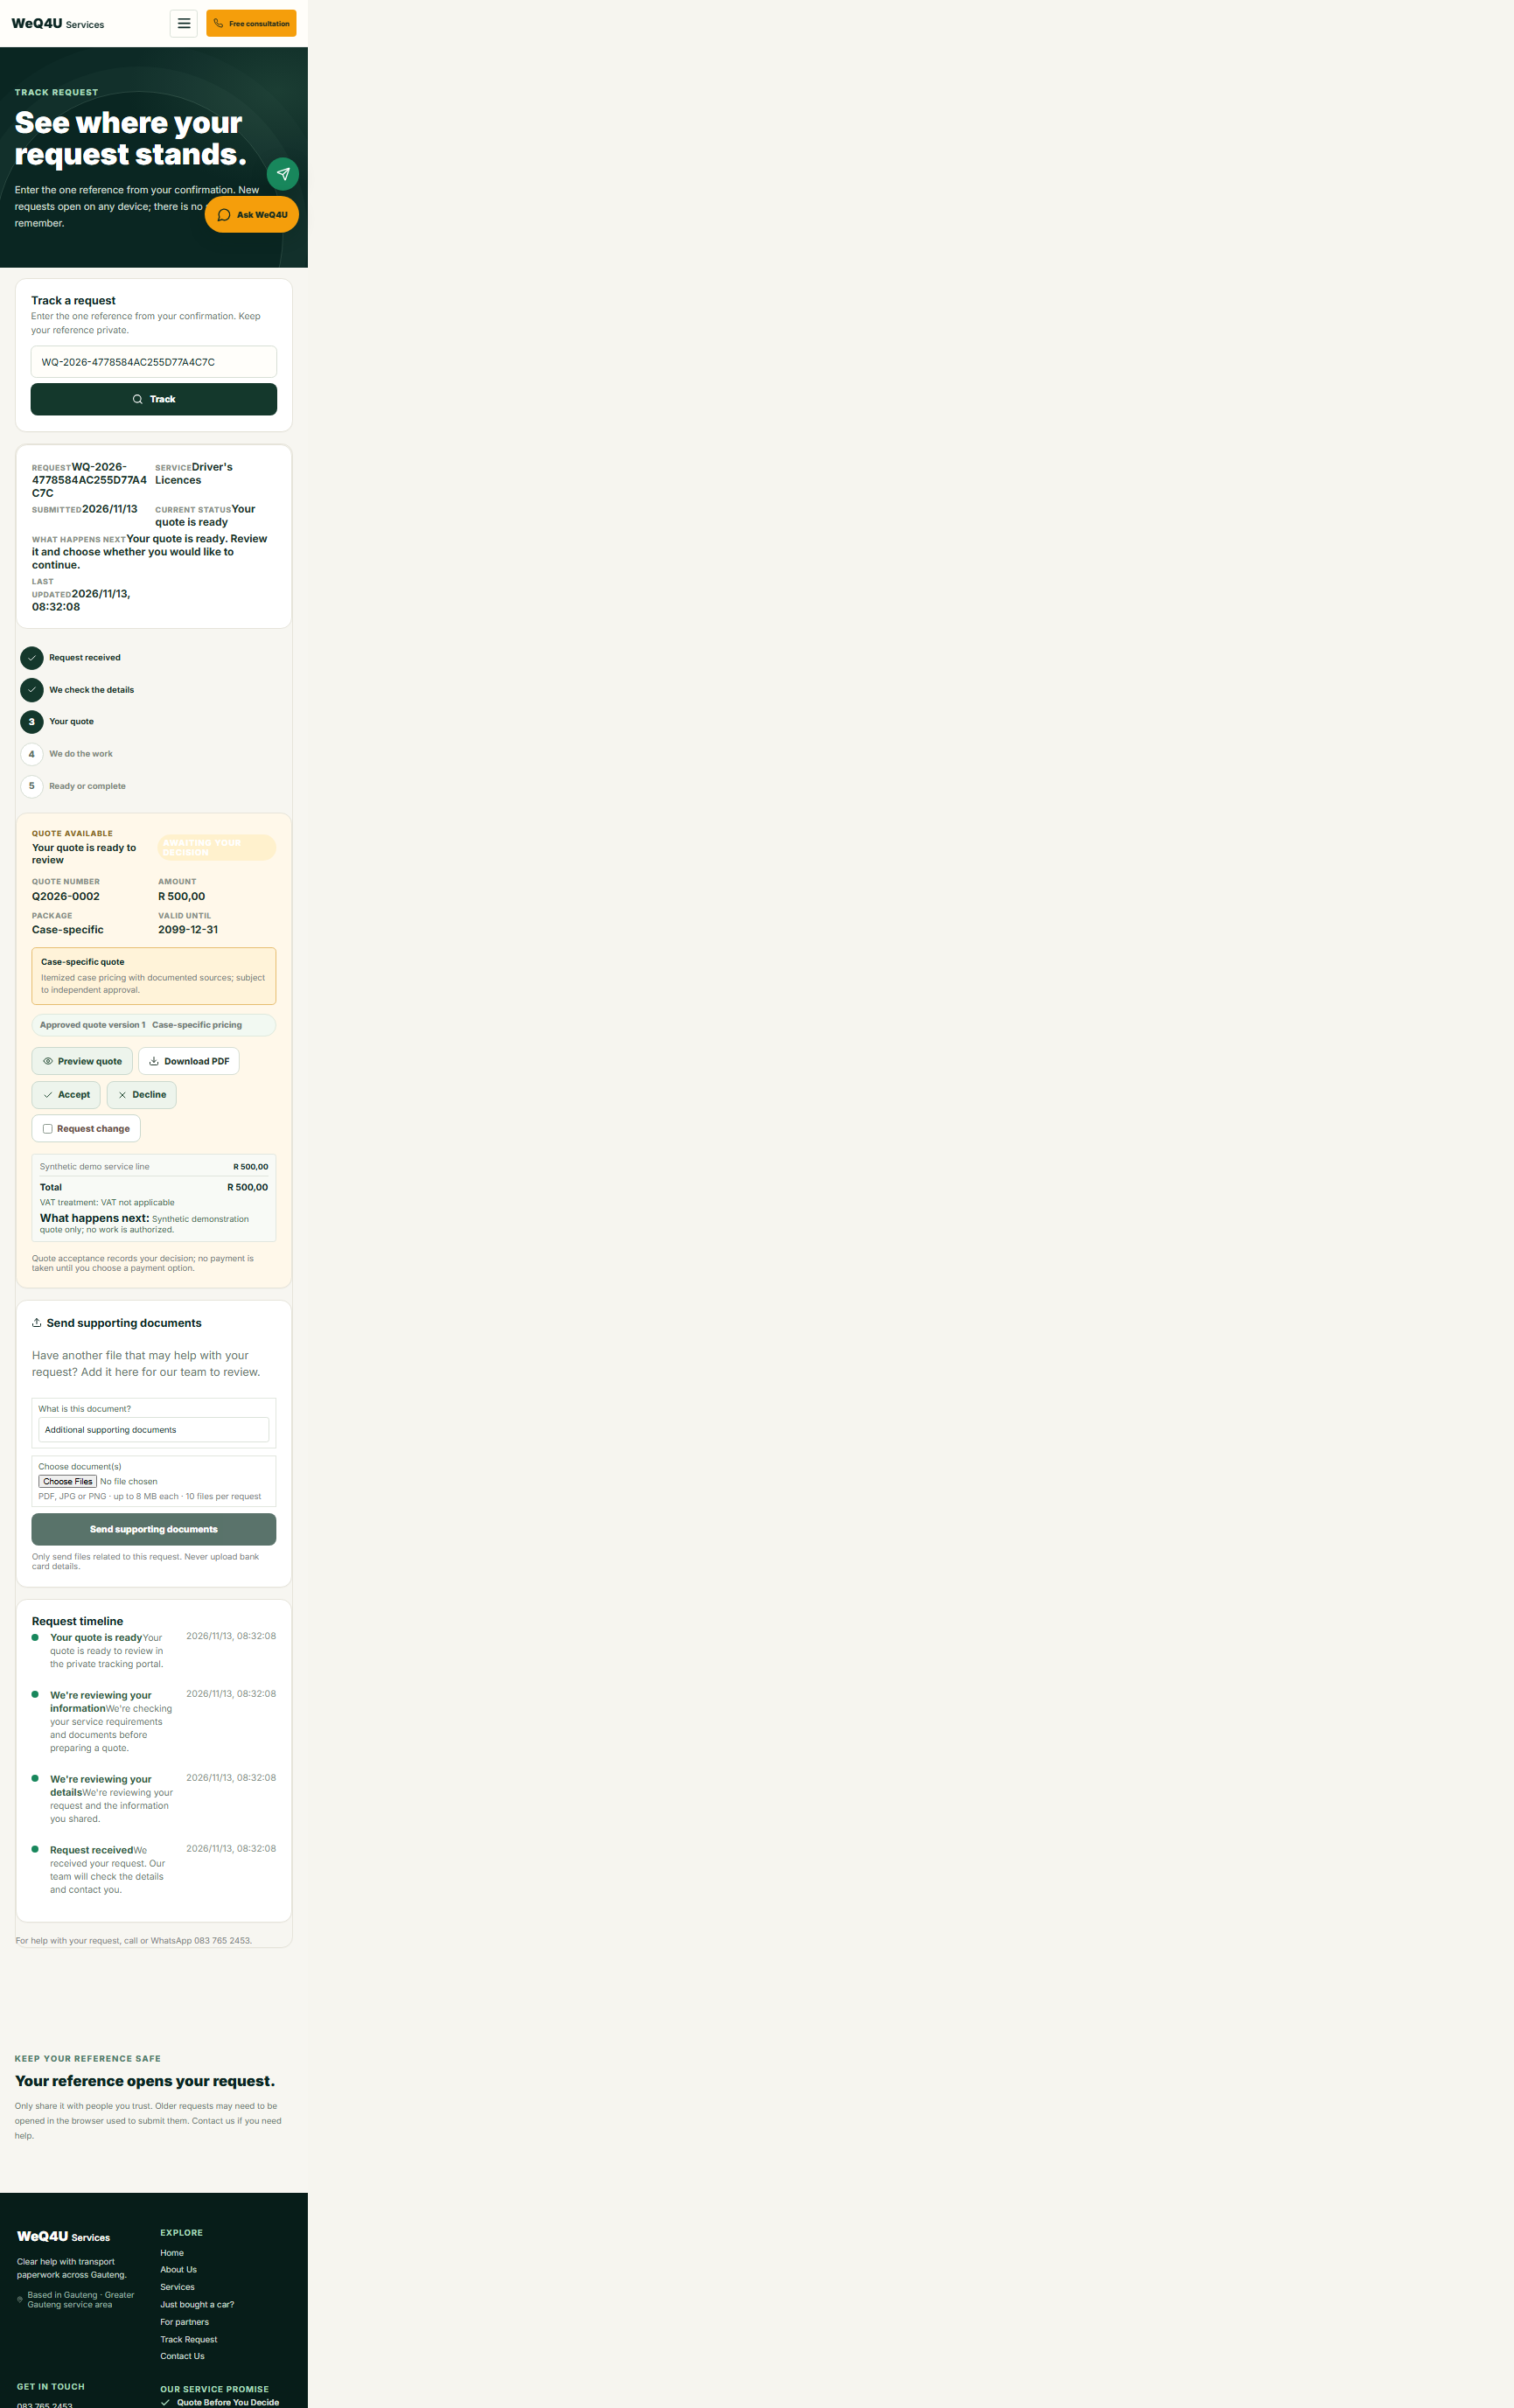 WeQ4U Services
Free consultation
TRACK REQUEST
See where your
request stands.
Enter the one reference from your confirmation. New
requests open on any device; there is no
remember.
Ask WeQ4U
Track a request
Enter the one reference from your confirmation. Keep
your reference private.
WQ-2026-4778584AC255D77A4C7C
Track
REQUESTWQ-2026-
4778584AC255D77A4
C7C
SERVICEDriver's
Licences
SUBMITTED2026/11/13
CURRENT STATUSYour
quote is ready
WHAT HAPPENS NEXTYour quote is ready. Review
it and choose whether you would like to
continue.
LAST
UPDATED2026/11/13,
08:32:08
Request received
We check the details
3 Your quote
4 We do the work
5 Ready or complete
QUOTE AVAILABLE
Your quote is ready to
review
AWAITING YOUR
DECISION
QUOTE NUMBER
Q2026-0002
AMOUNT
R 500,00
PACKAGE
Case-specific
VALID UNTIL
2099-12-31
Case-specific quote
Itemized case pricing with documented sources; subject
to independent approval.
Approved quote version 1 Case-specific pricing
Preview quote
Download PDF
Accept
Decline
Request change
Synthetic demo service line R 500,00
Total R 500,00
VAT treatment: VAT not applicable
What happens next: Synthetic demonstration
quote only; no work is authorized.
Quote acceptance records your decision; no payment is
taken until you choose a payment option.
Send supporting documents
Have another file that may help with your
request? Add it here for our team to review.
What is this document?
Additional supporting documents
Choose document(s)
Choose Files No file chosen
PDF, JPG or PNG · up to 8 MB each · 10 files per request
Send supporting documents
Only send files related to this request. Never upload bank
card details.
Request timeline
Your quote is readyYour
quote is ready to review in
the private tracking portal.
2026/11/13, 08:32:08
We're reviewing your
informationWe're checking
your service requirements
and documents before
preparing a quote.
2026/11/13, 08:32:08
We're reviewing your
detailsWe're reviewing your
request and the information
you shared.
2026/11/13, 08:32:08
Request receivedWe
received your request. Our
team will check the details
and contact you.
2026/11/13, 08:32:08
For help with your request, call or WhatsApp 083 765 2453.
KEEP YOUR REFERENCE SAFE
Your reference opens your request.
Only share it with people you trust. Older requests may need to be
opened in the browser used to submit them. Contact us if you need
help.
WeQ4U Services
Clear help with transport
paperwork across Gauteng.
Based in Gauteng · Greater
Gauteng service area
EXPLORE
Home
About Us
Services
Just bought a car?
For partners
Track Request
Contact Us
GET IN TOUCH
083 765 2453
OUR SERVICE PROMISE
Quote Before You Decide